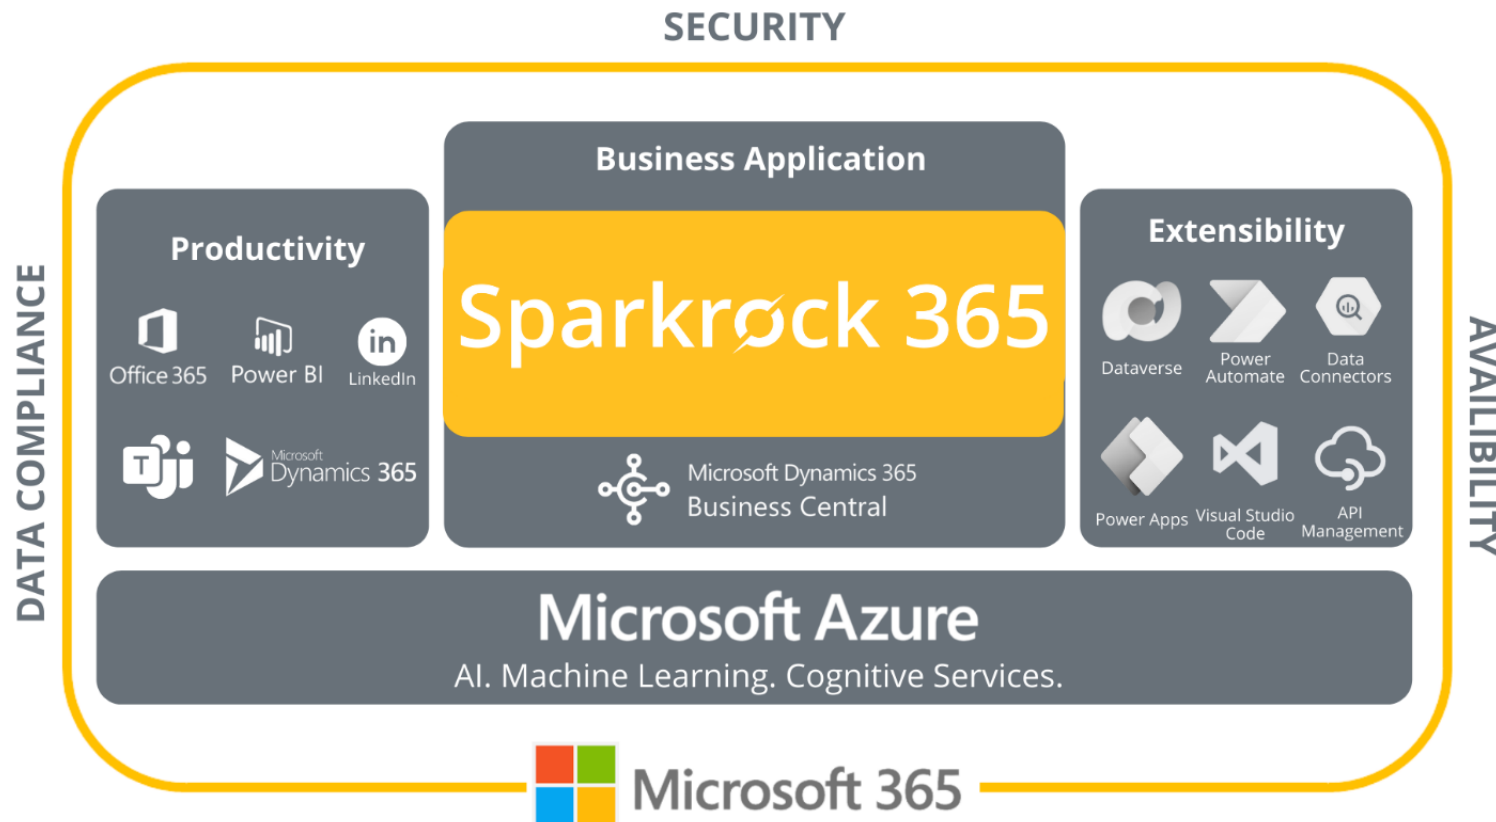 SECURITY
DATA COMPLIANCE
Productivity
Office 365
Power BI
in
LinkedIn
T
Microsoft
Dynamics 365
Business Application
Sparkrock 365
Microsoft Dynamics 365
Business Central
Extensibility
Dataverse
Power
Automate
Data
Connectors
Power Apps
Visual Studio
Code
API
Management
AVAILIBILITY
Microsoft Azure
AI. Machine Learning. Cognitive Services.
Microsoft 365